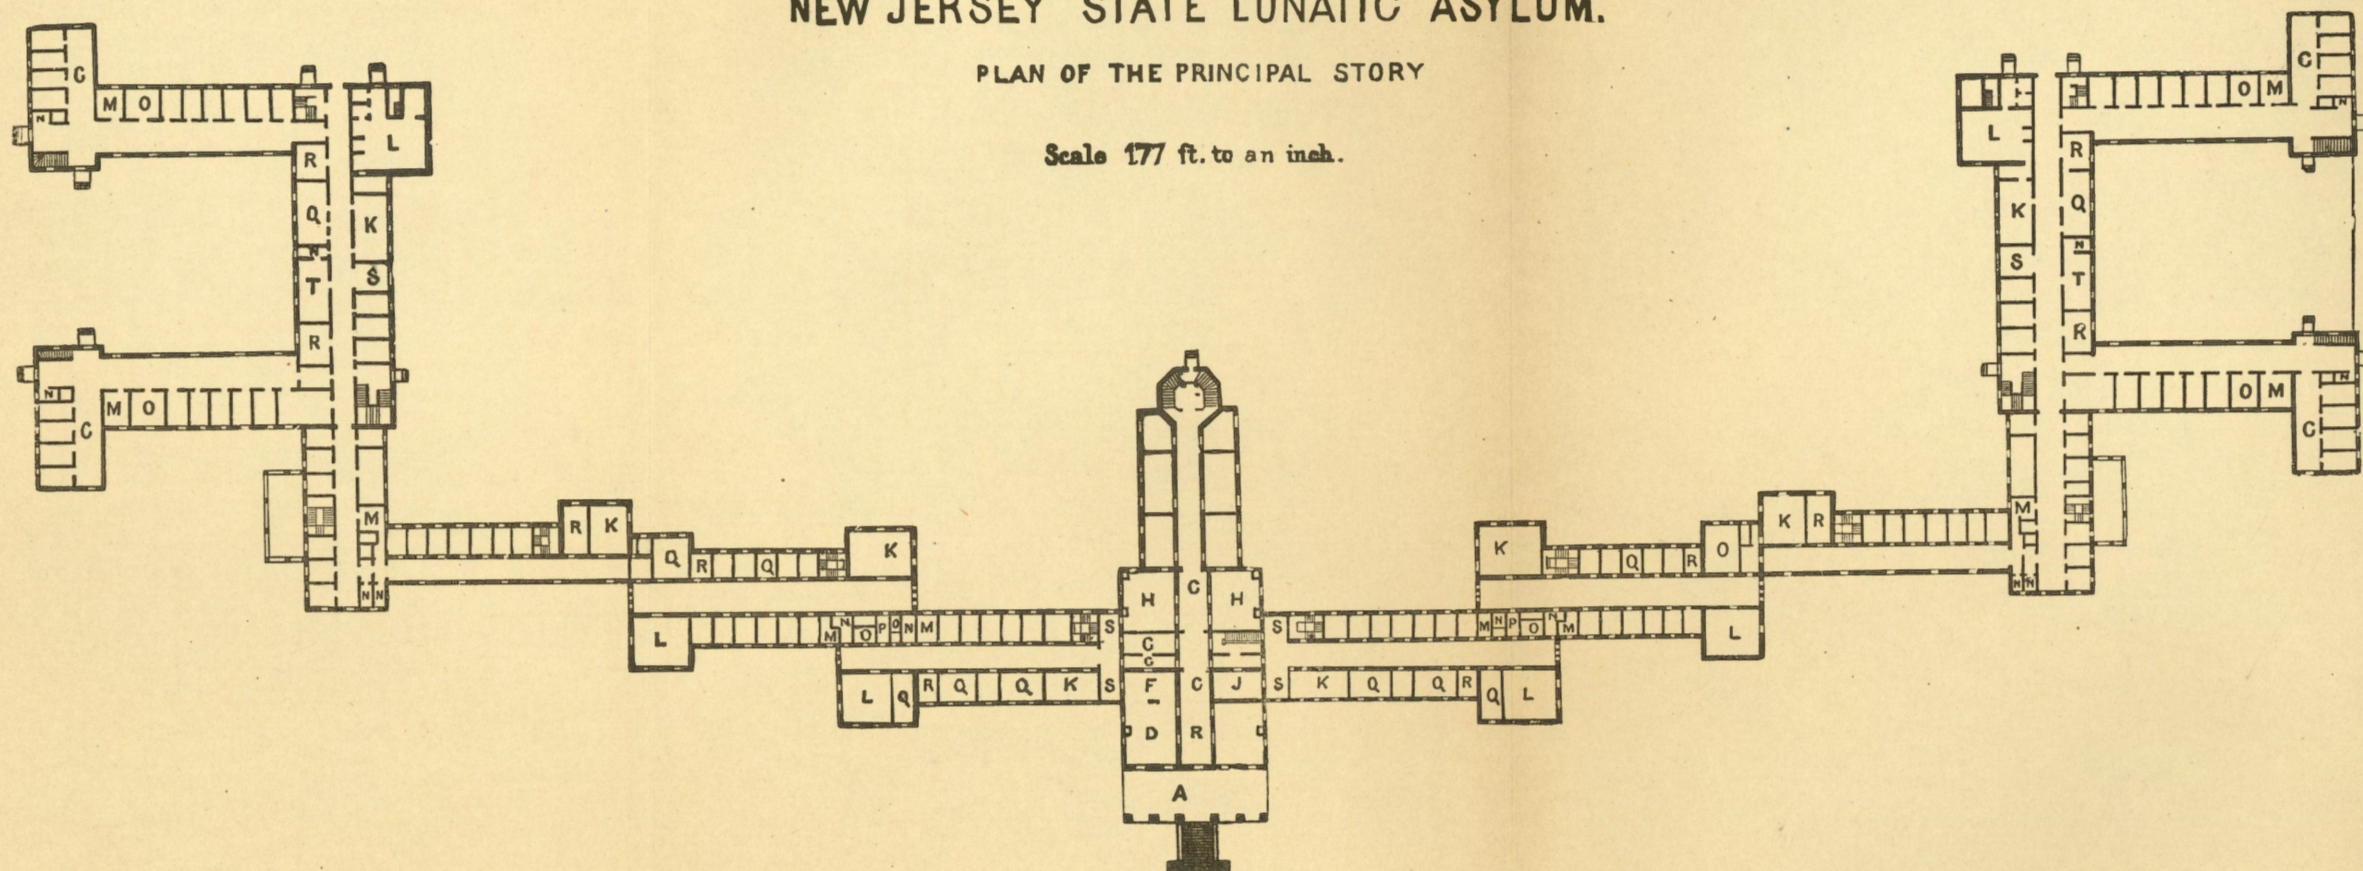 NEW JERSEY STATE LUNATIC ASYLUM.
PLAN OF THE PRINCIPAL STORY
Scale 177 ft. to an inch.
C
M O
N
L
R
Q
K
N
T
S
R
N
M O
C
M
N N
R K
Q R Q K
L
M N O P O N M
L Q R Q Q K
S
S
H
C
H
C
C
F
C
J
D
R
A
S
S
K Q Q R Q L
M N P O N M
L
K Q R O
K R
M
N N
C
O M
N
L
R
K
Q
N
S
T
R
O M
N
C